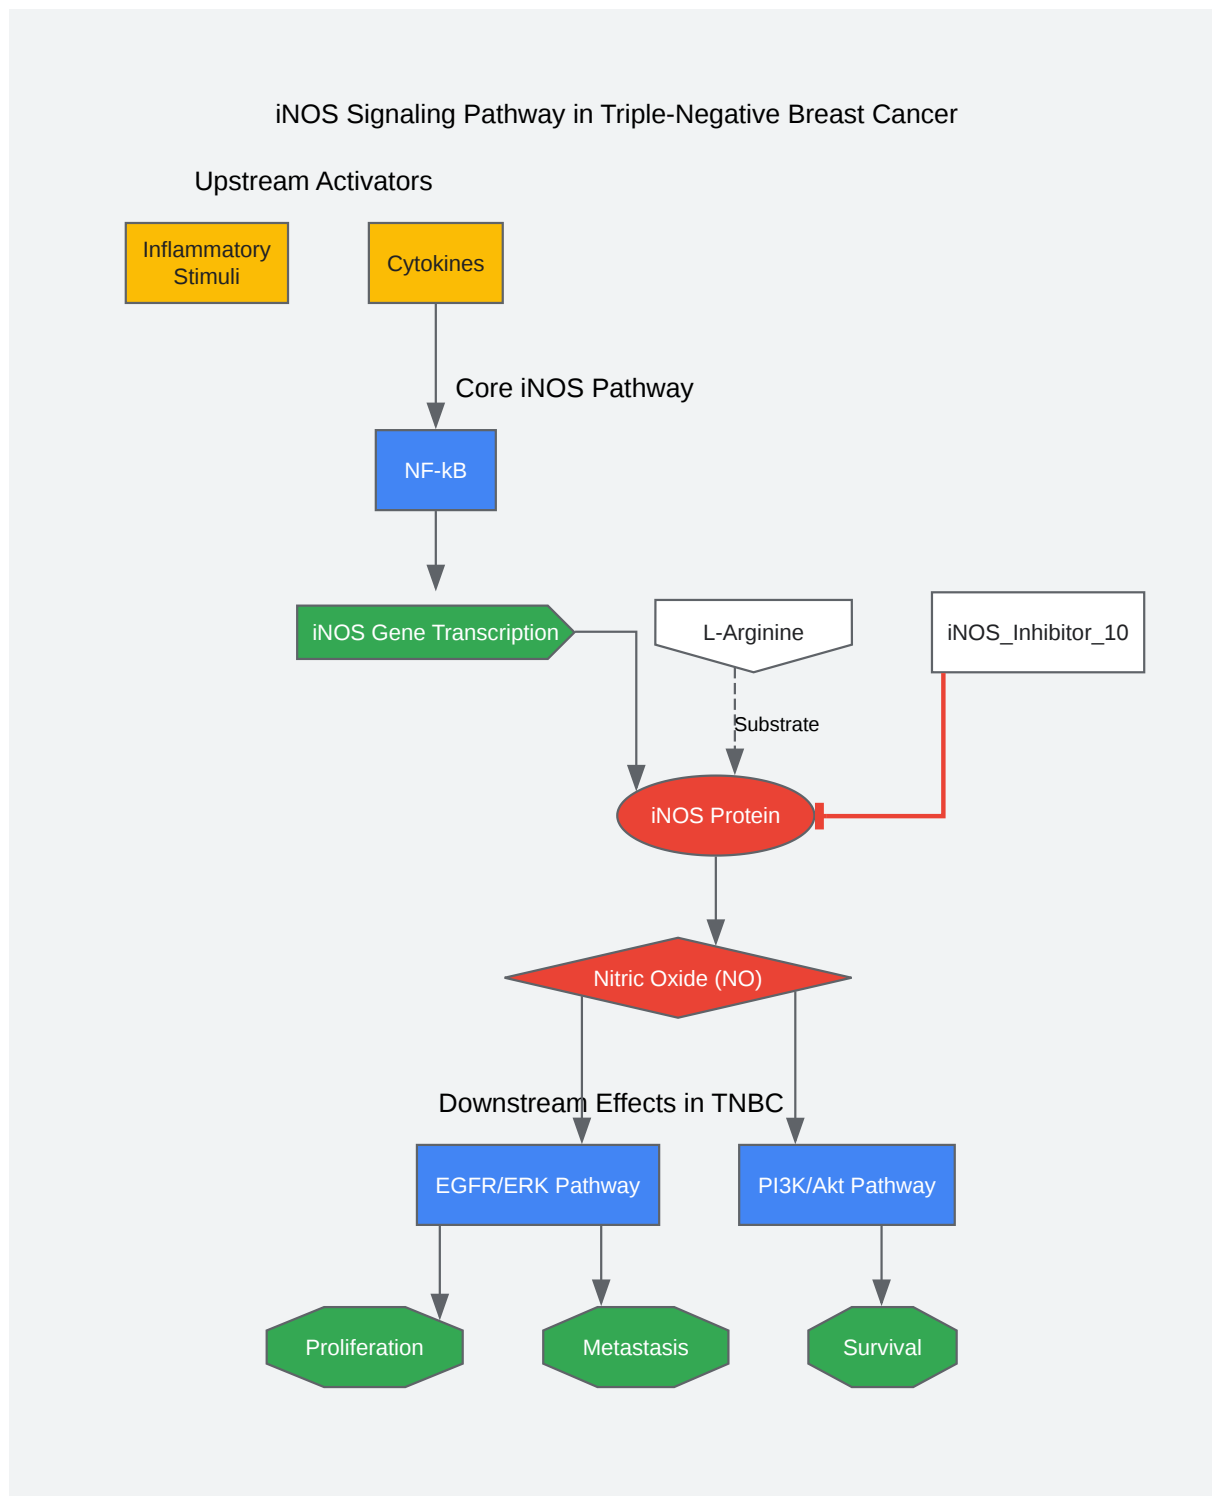 iNOS Signaling Pathway in Triple-Negative Breast Cancer
Upstream Activators
Inflammatory
Stimuli
Cytokines
Core iNOS Pathway
NF-kB
iNOS Gene Transcription
L-Arginine
iNOS_Inhibitor_10
Substrate
iNOS Protein
Nitric Oxide (NO)
Downstream Effects in TNBC
EGFR/ERK Pathway
PI3K/Akt Pathway
Proliferation
Metastasis
Survival